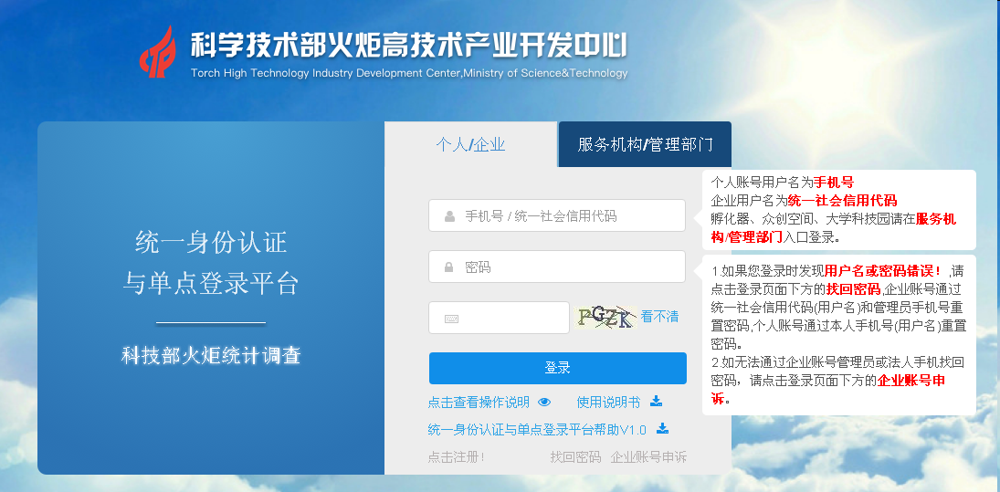 科学技术部火炬高技术产业开发中心
Torch High Technology Industry Development Center,Ministry of Science&Technology
统一身份认证
与单点登录平台
科技部火炬统计调查
个人/企业
服务机构/管理部门
手机号 / 统一社会信用代码
密码
PGZK
看不清
登录
点击查看操作说明
使用说明书
统一身份认证与单点登录平台帮助V1.0
点击注册!
找回密码
企业账号申诉
个人账号用户名为手机号
企业用户名为统一社会信用代码
孵化器、众创空间、大学科技园请在服务机
构/管理部门入口登录。
1.如果您登录时发现用户名或密码错误！,请
点击登录页面下方的找回密码,企业账号通过
统一社会信用代码(用户名)和管理员手机号重
置密码,个人账号通过本人手机号(用户名)重置
密码。
2.如无法通过企业账号管理员或法人手机找回
密码，请点击登录页面下方的企业账号申
诉。